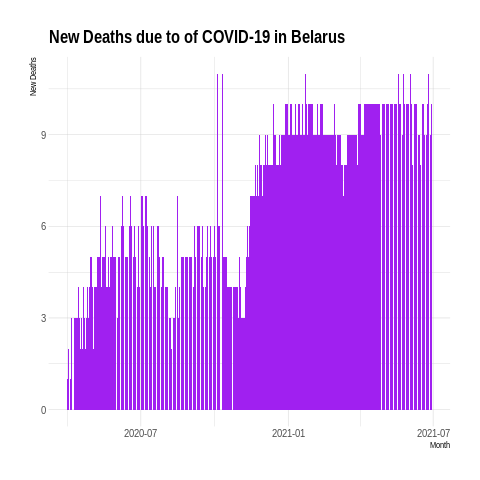 New Deaths due to of COVID-19 in Belarus
New Deaths
9
6
3
0
2020-07 2021-01 2021-07
Month